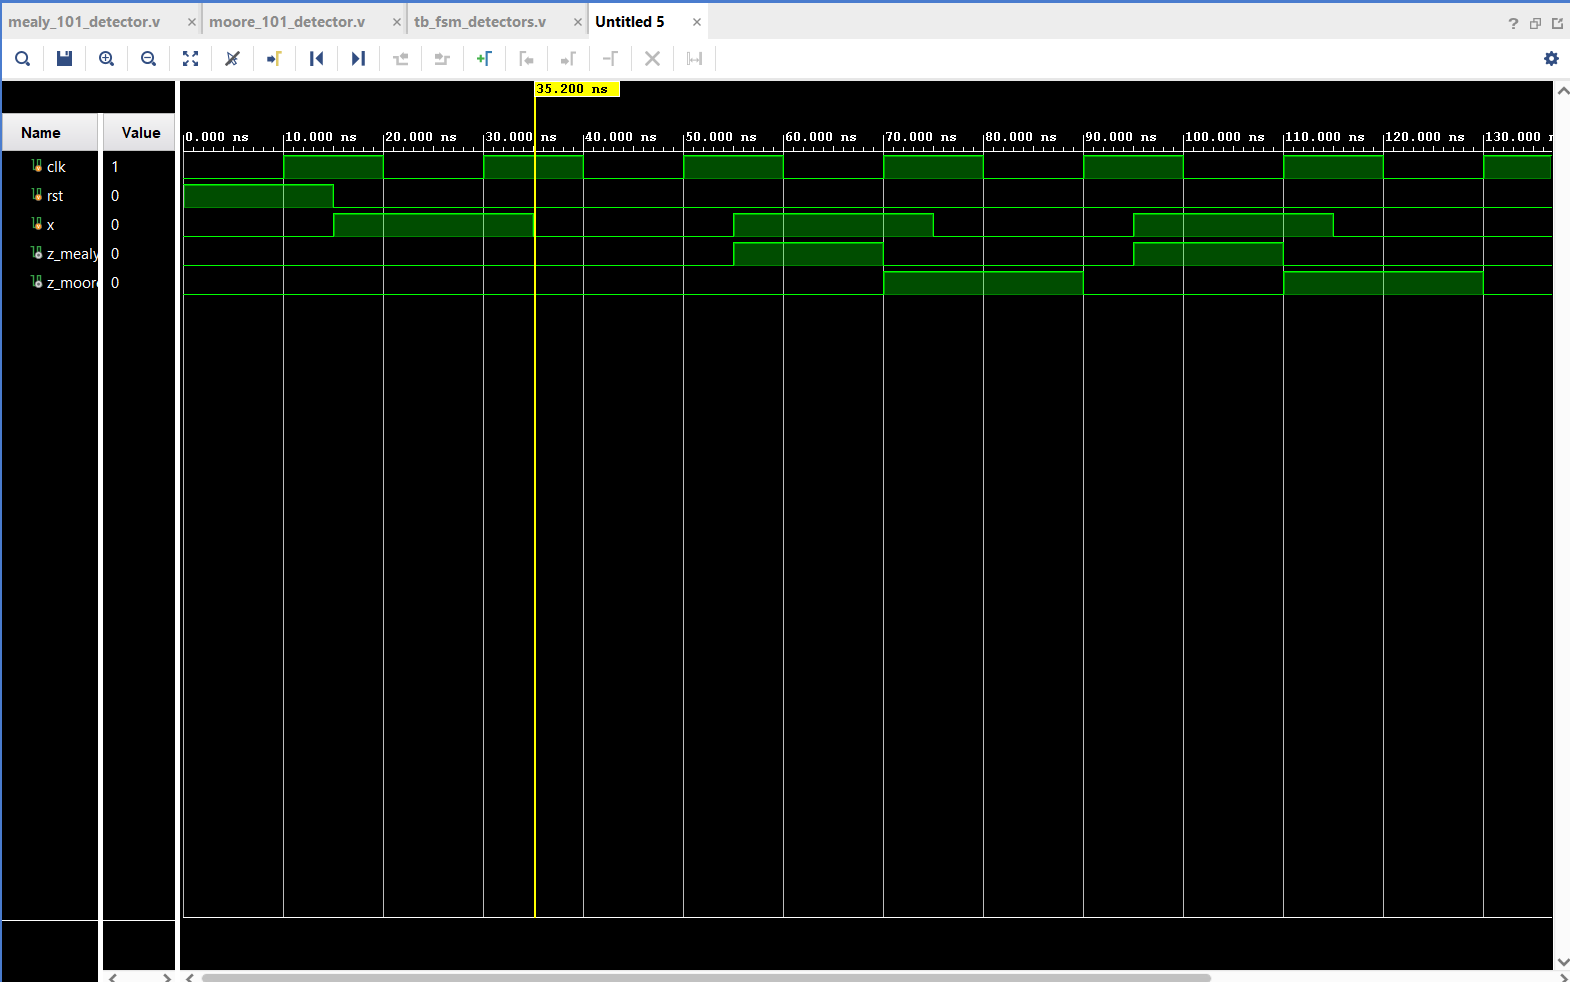 mealy_101_detector.v × moore_101_detector.v × tb_fsm_detectors.v × Untitled 5 ×
?
35.200 ns
Name Value
0.000 ns 10.000 ns 20.000 ns 30.000 ns 40.000 ns 50.000 ns 60.000 ns 70.000 ns 80.000 ns 90.000 ns 100.000 ns 110.000 ns 120.000 ns 130.000
clk 1
rst 0
x 0
z_mealy 0
z_moor 0